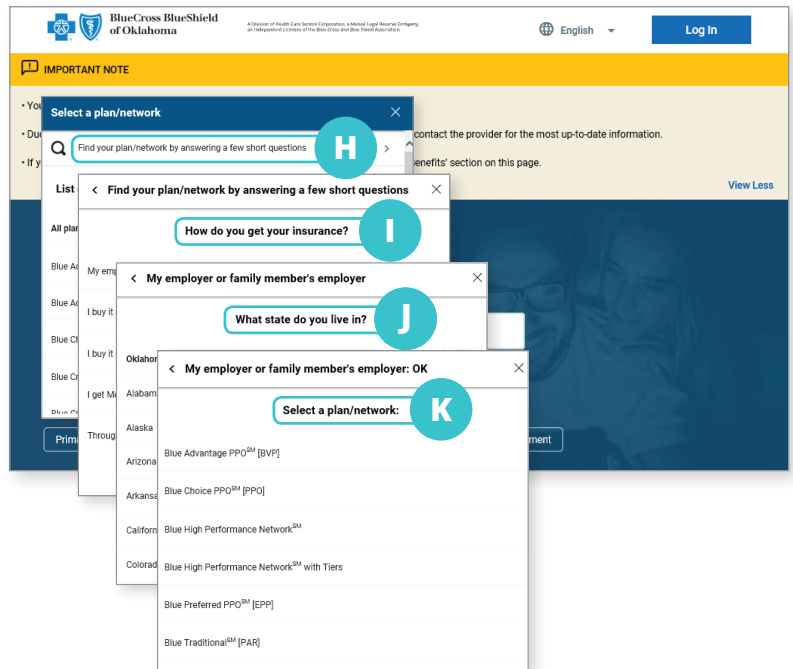 BlueCross BlueShield
of Oklahoma
A Division of Health Care Service Corporation, a Mutual Legal Reserve Company,
an Independent Licensee of the Blue Cross and Blue Shield Association
English
Log In
IMPORTANT NOTE
contact the provider for the most up-to-date information.
enefits' section on this page.
View Less
Select a plan/network
Find your plan/network by answering a few short questions
H
List
All plan
Blue Ad
Blue Ad
Blue Ch
Blue Cr
Prima
ment
Find your plan/network by answering a few short questions
How do you get your insurance?
I
My emp
I buy it
I buy it
I get Me
Throug
My employer or family member's employer
What state do you live in?
J
Oklahom
Alabam
Alaska
Arizona
Arkansa
Californ
Colorad
My employer or family member's employer: OK
Select a plan/network:
K
Blue Advantage PPO℠ [BVP]
Blue Choice PPO℠ [PPO]
Blue High Performance Network℠
Blue High Performance Network℠ with Tiers
Blue Preferred PPO℠ [EPP]
Blue Traditional℠ [PAR]